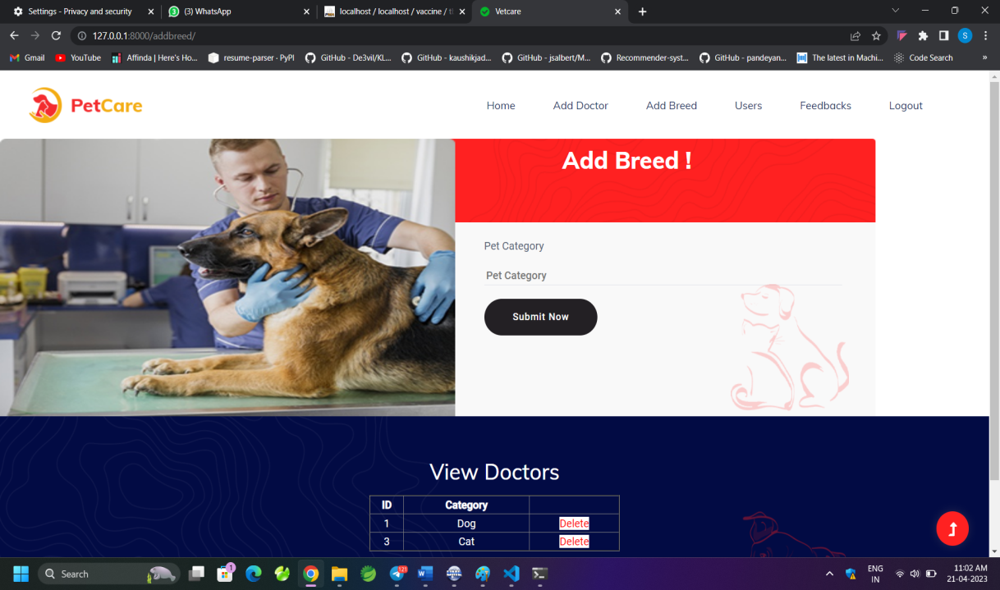 Settings - Privacy and security
(3) WhatsApp
localhost / localhost / vaccine / t
Vetcare
127.0.0.1:8000/addbreed/
S
Gmail
YouTube
Affinda | Here's Ho...
resume-parser · PyPI
GitHub - De3vil/KL...
GitHub - kaushikjad...
GitHub - jsalbert/M...
Recommender-syst...
GitHub - pandeyan...
The latest in Machi...
Code Search
»
PetCare
Home
Add Doctor
Add Breed
Users
Feedbacks
Logout
Add Breed !
Pet Category
Pet Category
Submit Now
View Doctors
ID Category
1 Dog Delete
3 Cat Delete
Search
1
121
ENG
IN
11:02 AM
21-04-2023